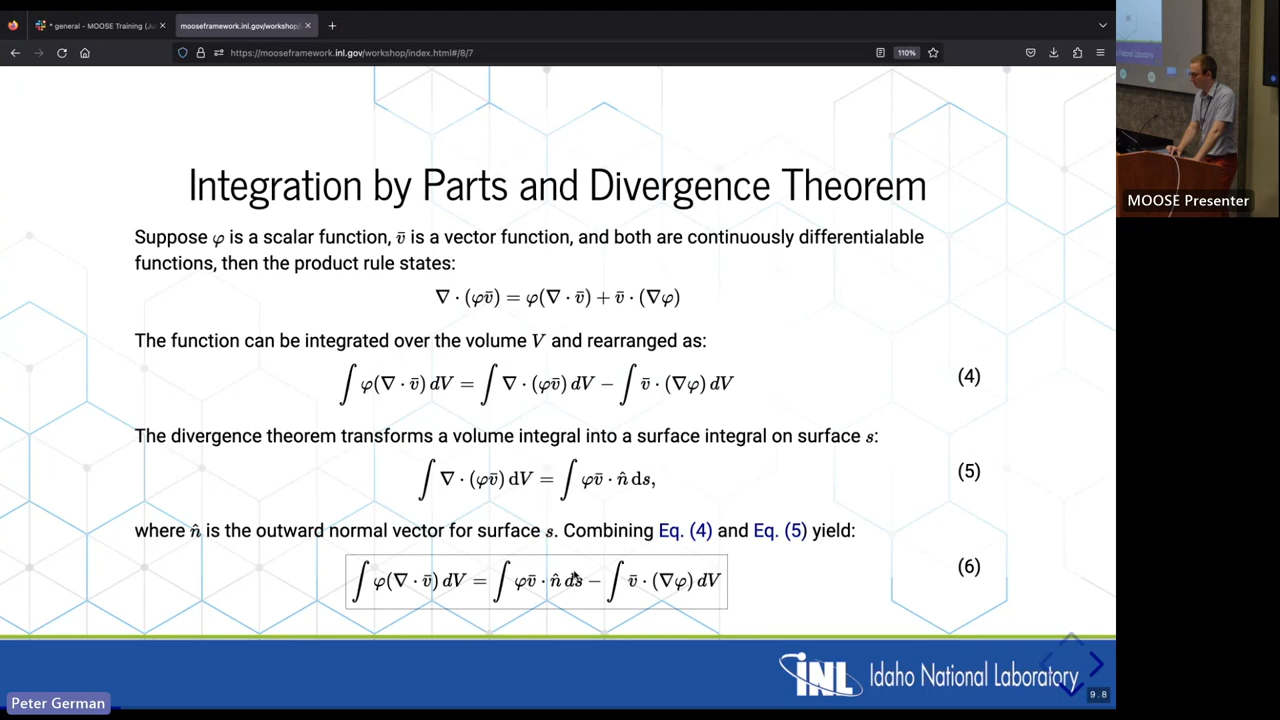 * general - MOOSE Training (Ju
mooseframework.inl.gov/workshop/
https://mooseframework.inl.gov/workshop/index.html#/8/7
110%
Integration by Parts and Divergence Theorem
Suppose φ is a scalar function, v̄ is a vector function, and both are continuously differentialable
functions, then the product rule states:
∇ · (φv̄) = φ(∇ · v̄) + v̄ · (∇φ)
The function can be integrated over the volume V and rearranged as:
∫ φ(∇ · v̄) dV = ∫ ∇ · (φv̄) dV − ∫ v̄ · (∇φ) dV (4)
The divergence theorem transforms a volume integral into a surface integral on surface s:
∫ ∇ · (φv̄) dV = ∫ φv̄ · n̂ ds, (5)
where n̂ is the outward normal vector for surface s. Combining Eq. (4) and Eq. (5) yield:
∫ φ(∇ · v̄) dV = ∫ φv̄ · n̂ ds − ∫ v̄ · (∇φ) dV (6)
INL Idaho National Laboratory
9.8
Peter German
MOOSE Presenter